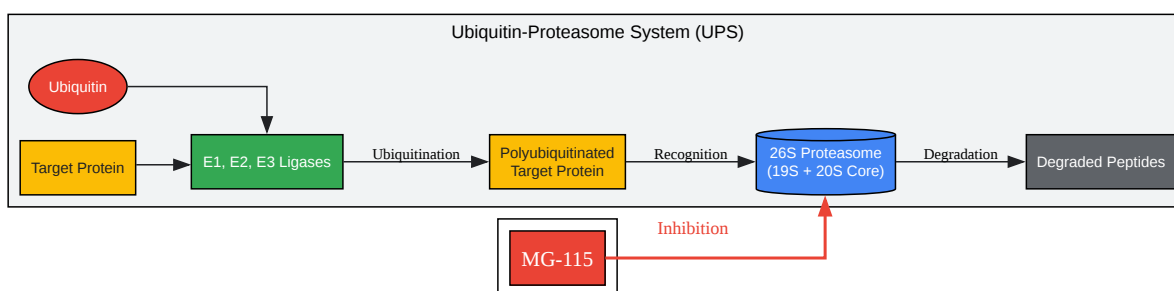 Ubiquitin-Proteasome System (UPS)
Ubiquitin
Target Protein
E1, E2, E3 Ligases
Ubiquitination
Polyubiquitinated
Target Protein
Recognition
26S Proteasome
(19S + 20S Core)
Degradation
Degraded Peptides
MG-115
Inhibition